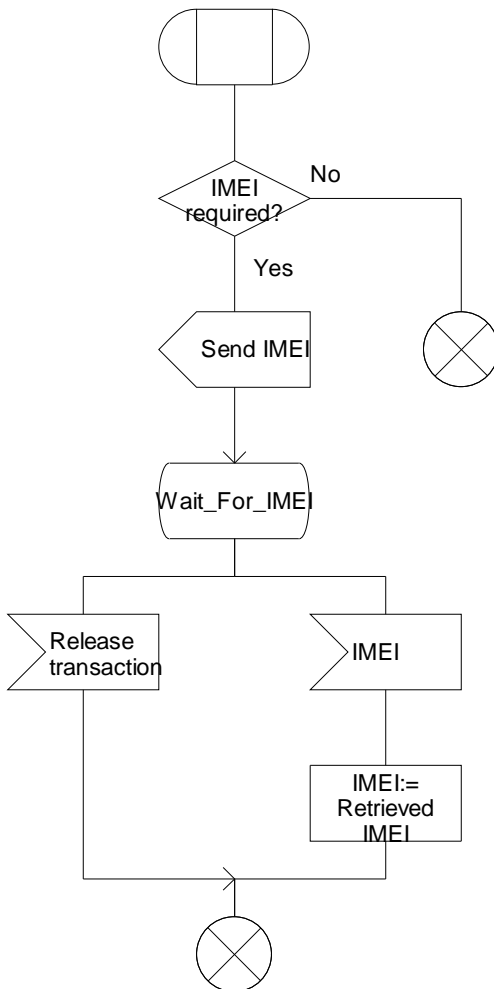 IMEI
required?
No
Yes
Send IMEI
Wait_For_IMEI
Release
transaction
IMEI
IMEI:=
Retrieved
IMEI